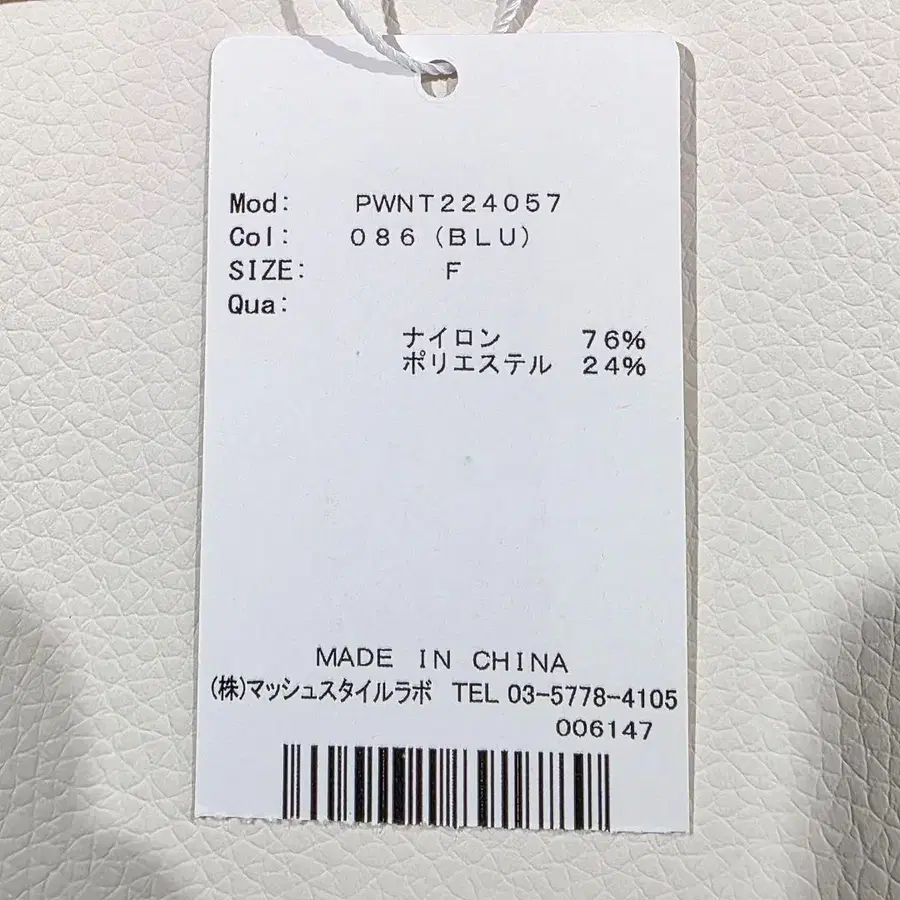 Mod: PWNT224057
Col: 086(BLU)
SIZE: F
Qua:
ナイロン 76%
ポリエステル 24%
MADE IN CHINA
(株)マッシュスタイルラボ TEL 03-5778-4105
006147